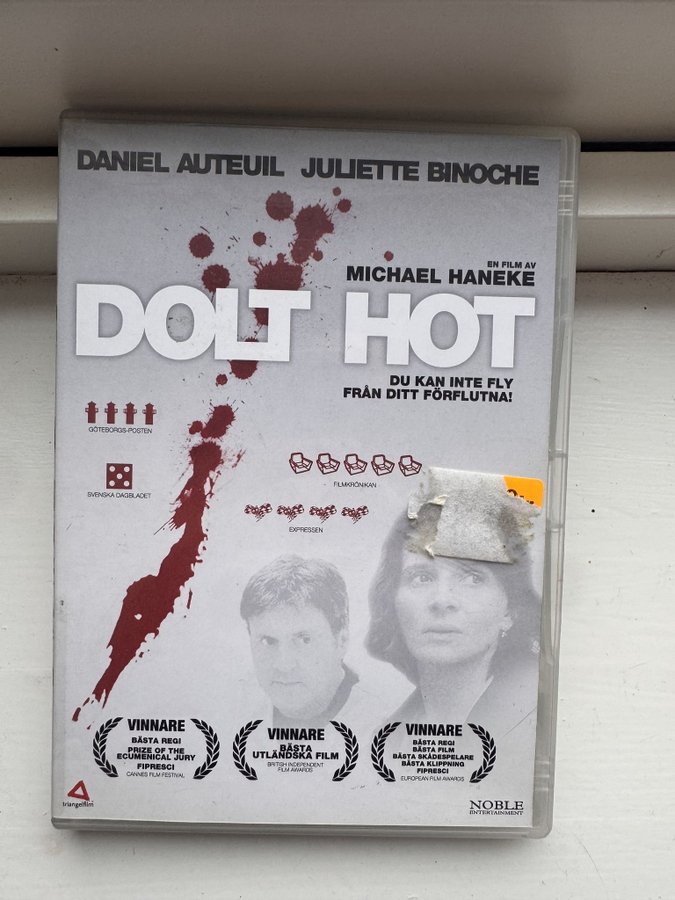 DANIEL AUTEUIL JULIETTE BINOCHE
EN FILM AV
MICHAEL HANEKE
DOLT HOT
DU KAN INTE FLY
FRÅN DITT FÖRFLUTNA!
GÖTEBORGS-POSTEN
SVENSKA DAGBLADET
FILMKRÖNIKAN
EXPRESSEN
VINNARE
BÄSTA REGI
PRIZE OF THE
ECUMENICAL JURY
FIPRESCI
CANNES FILM FESTIVAL
VINNARE
BÄSTA
UTLÄNDSKA FILM
BRITISH INDEPENDENT
FILM AWARDS
VINNARE
BÄSTA REGI
BÄSTA FILM
BÄSTA SKÅDESPELARE
BÄSTA KLIPPNING
FIPRESCI
EUROPEAN FILM AWARDS
triangelfilm
NOBLE
ENTERTAINMENT